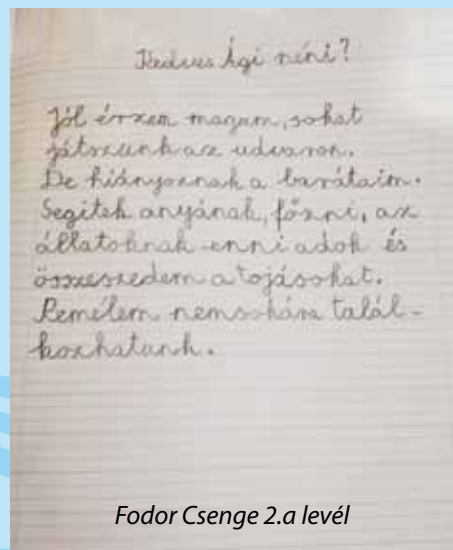 Kedves Ági néni?
Jól érzem magam, sokat
játszunk az udvaron.
De hiányoznak a barátaim.
Segitek anyának, főzni, az
állatoknak enni adok és
összeszedem a tojásokat.
Remélem nemsokára talál-
kozhatunk.
Fodor Csenge 2.a levél